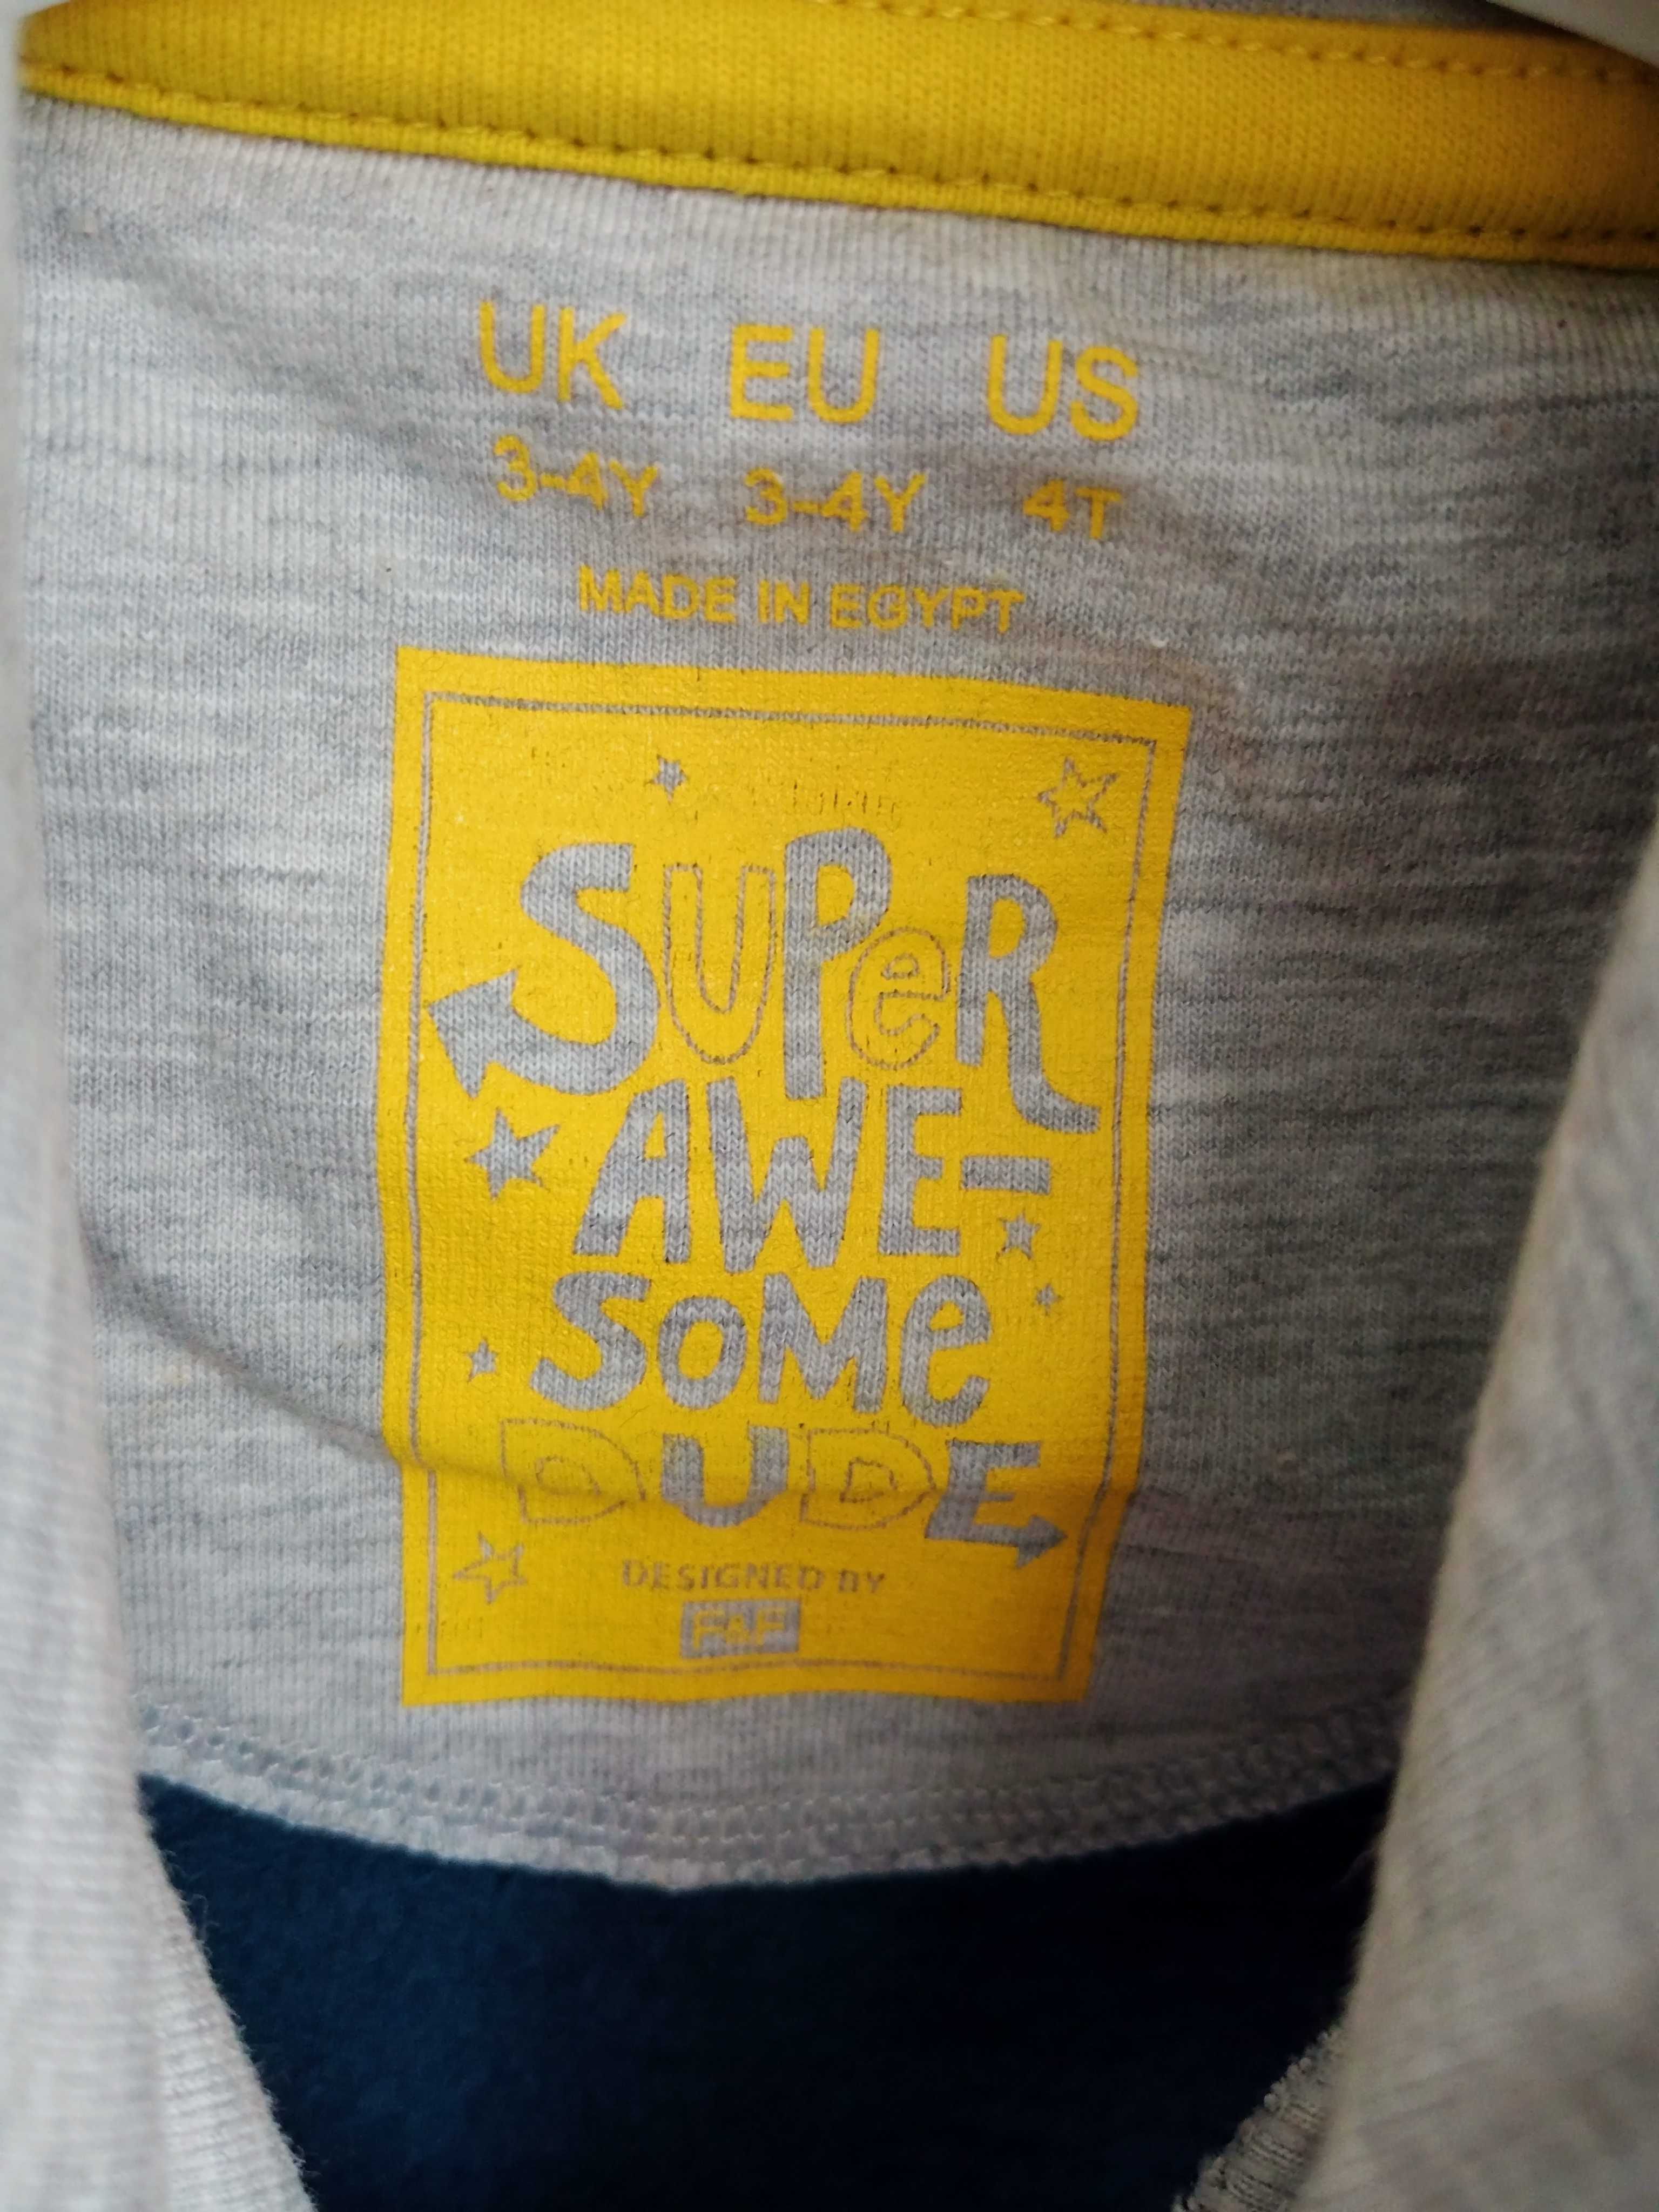 UK EU US
3-4Y 3-4Y 4T
MADE IN EGYPT
SUPeR
AWE-
SoMe
DUDE
DESIGNED BY
F&F